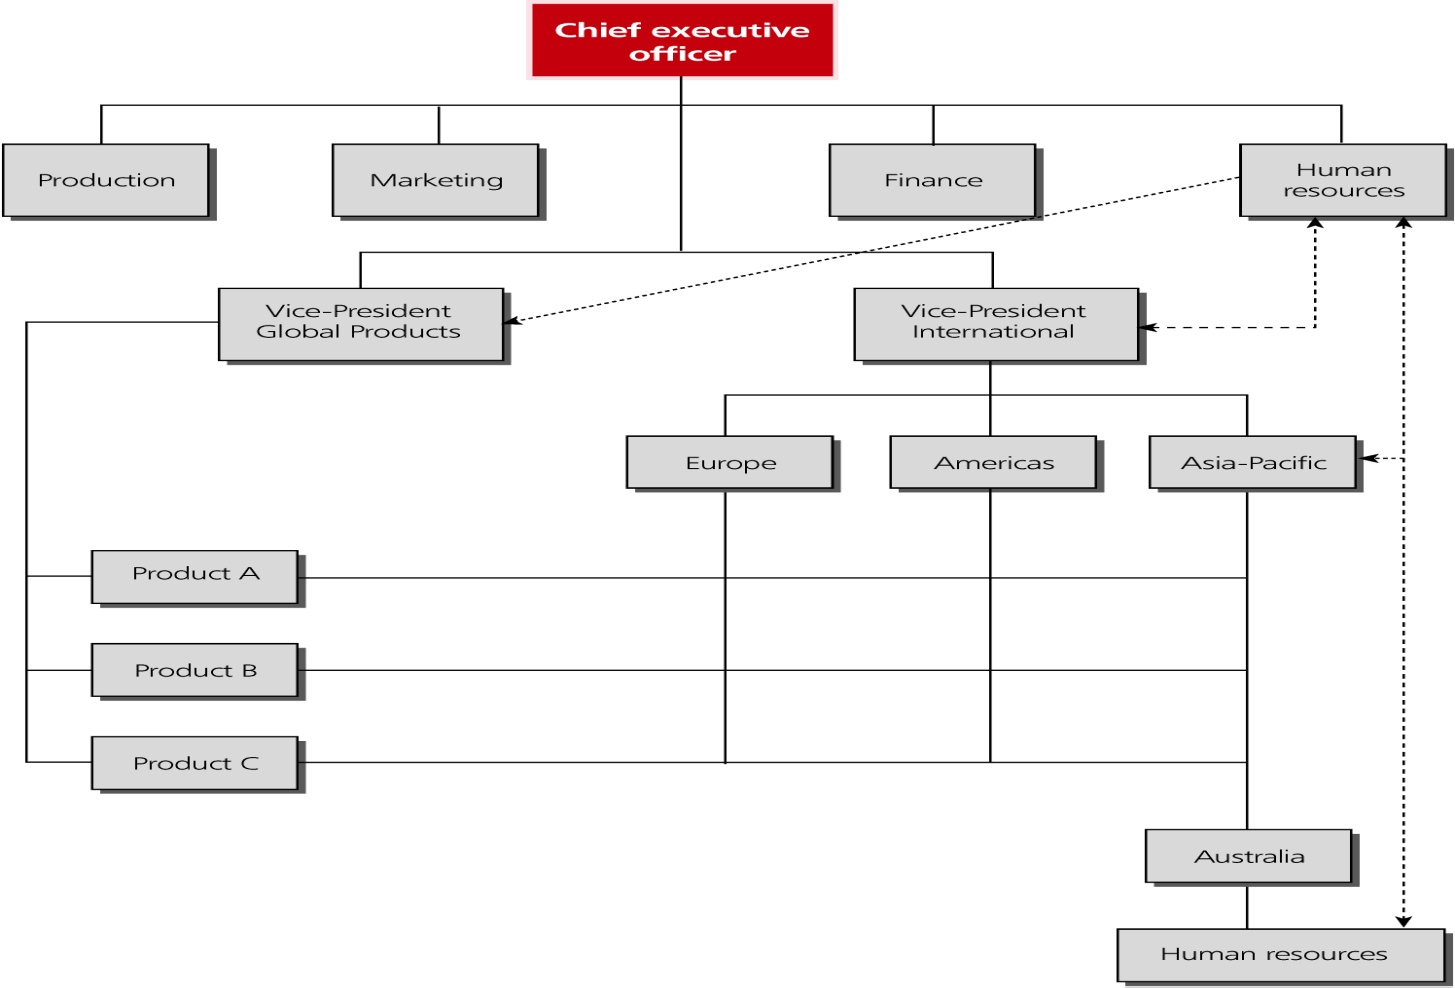 Chief executive
officer
Production
Marketing
Finance
Human
resources
Vice-President
Global Products
Vice-President
International
Europe
Americas
Asia-Pacific
Product A
Product B
Product C
Australia
Human resources